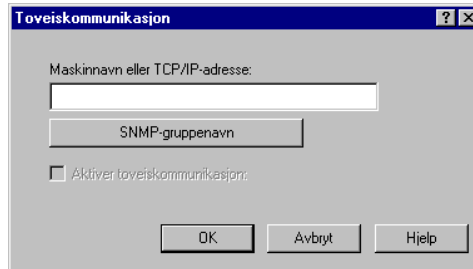 Toveiskommunikasjon
Maskinnavn eller TCP/IP-adresse:
SNMP-gruppenavn
Aktiver toveiskommunikasjon:
OK Avbryt Hjelp